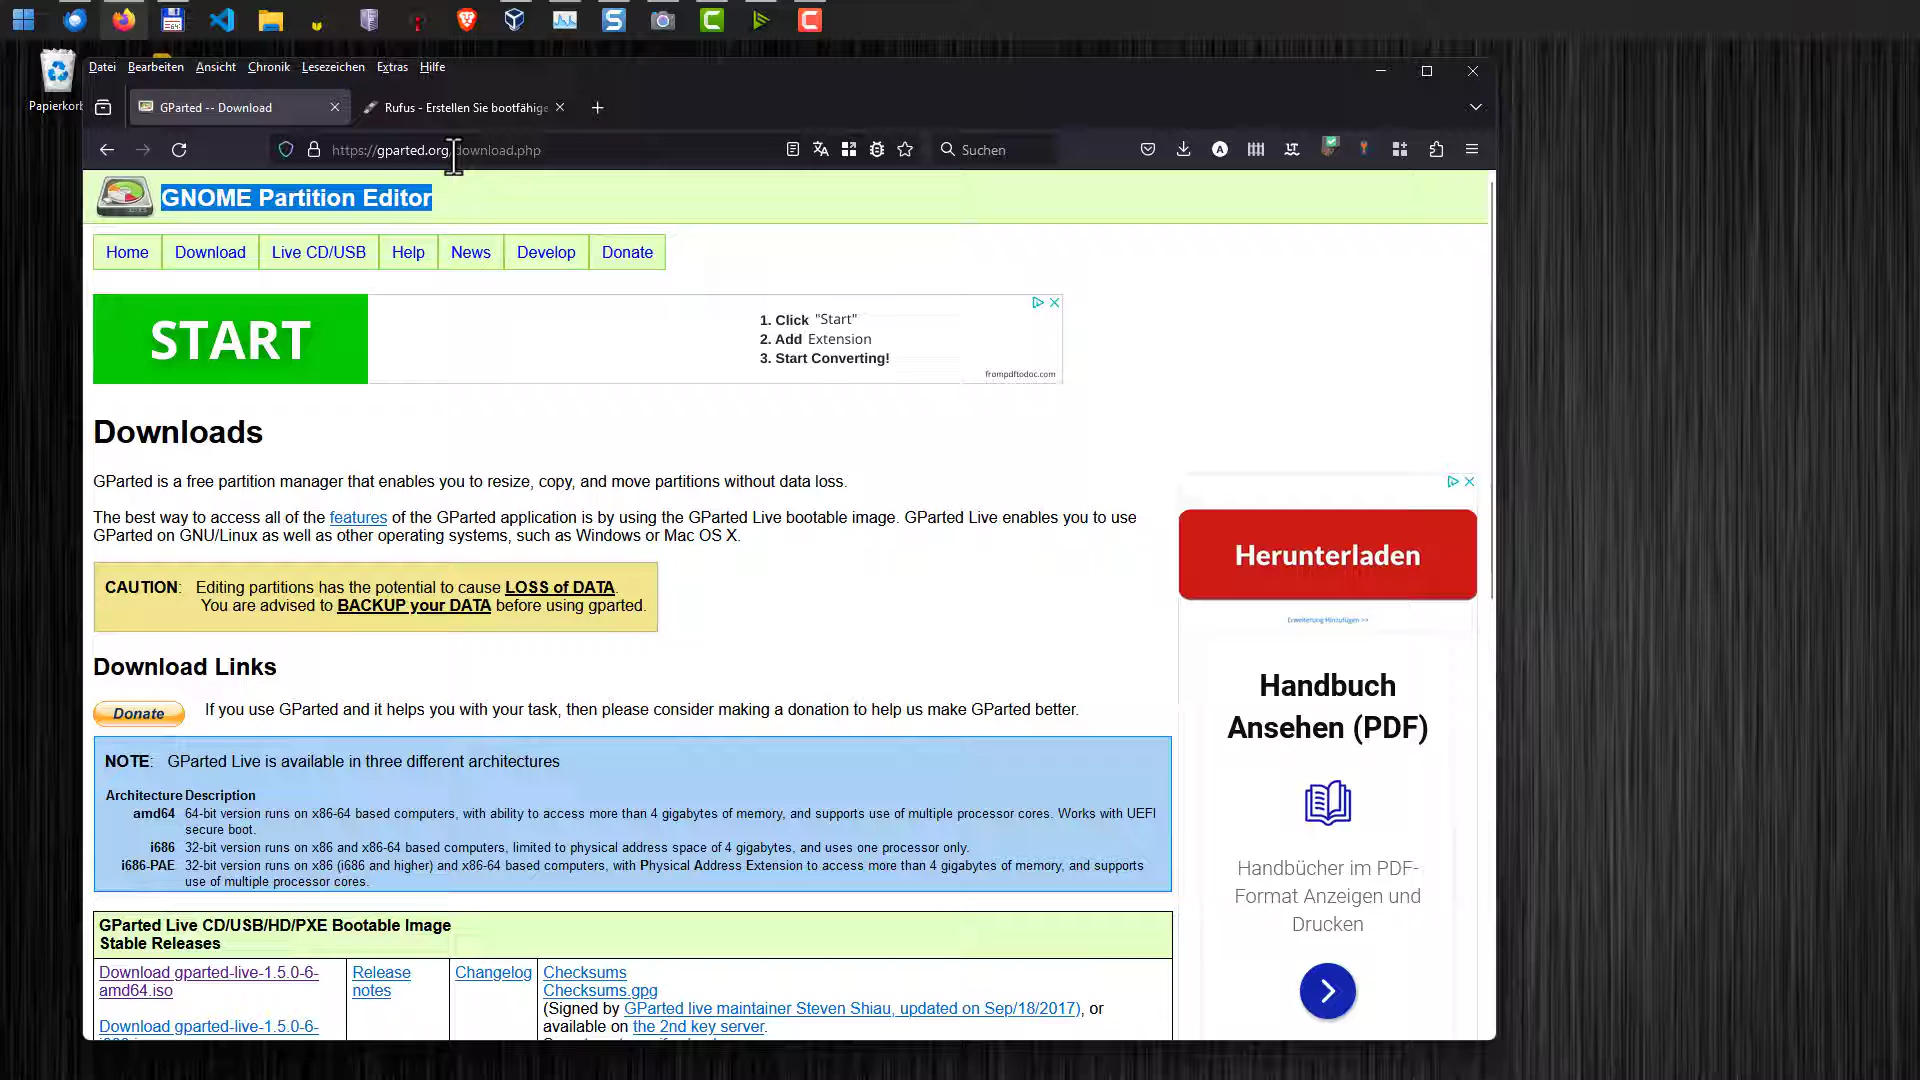 Papierkorb
Datei Bearbeiten Ansicht Chronik Lesezeichen Extras Hilfe
GParted -- Download
Rufus - Erstellen Sie bootfähige
https://gparted.org/download.php
Suchen
GNOME Partition Editor
Home Download Live CD/USB Help News Develop Donate
START
1. Click "Start"
2. Add Extension
3. Start Converting!
frompdftodoc.com
Downloads
GParted is a free partition manager that enables you to resize, copy, and move partitions without data loss.
The best way to access all of the features of the GParted application is by using the GParted Live bootable image. GParted Live enables you to use
GParted on GNU/Linux as well as other operating systems, such as Windows or Mac OS X.
CAUTION: Editing partitions has the potential to cause LOSS of DATA.
You are advised to BACKUP your DATA before using gparted.
Download Links
Donate
If you use GParted and it helps you with your task, then please consider making a donation to help us make GParted better.
NOTE: GParted Live is available in three different architectures
Architecture Description
amd64 64-bit version runs on x86-64 based computers, with ability to access more than 4 gigabytes of memory, and supports use of multiple processor cores. Works with UEFI
secure boot.
i686 32-bit version runs on x86 and x86-64 based computers, limited to physical address space of 4 gigabytes, and uses one processor only.
i686-PAE 32-bit version runs on x86 (i686 and higher) and x86-64 based computers, with Physical Address Extension to access more than 4 gigabytes of memory, and supports
use of multiple processor cores.
GParted Live CD/USB/HD/PXE Bootable Image
Stable Releases
Download gparted-live-1.5.0-6-
amd64.iso
Download gparted-live-1.5.0-6-
Release
notes
Changelog
Checksums
Checksums.gpg
(Signed by GParted live maintainer Steven Shiau, updated on Sep/18/2017), or
available on the 2nd key server.
Herunterladen
Erweiterung Hinzufügen >>
Handbuch
Ansehen (PDF)
Handbücher im PDF-
Format Anzeigen und
Drucken